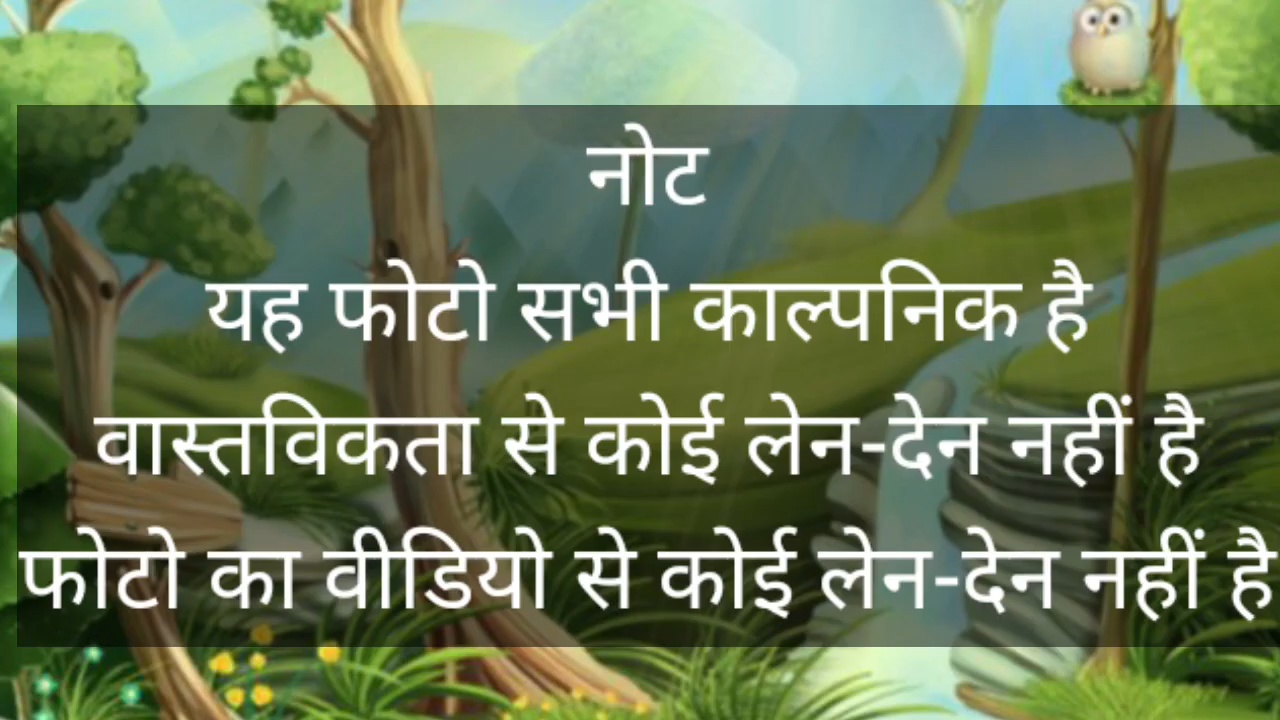 नोट
यह फोटो सभी काल्पनिक है
वास्तविकता से कोई लेन-देन नहीं है
फोटो का वीडियो से कोई लेन-देन नहीं है